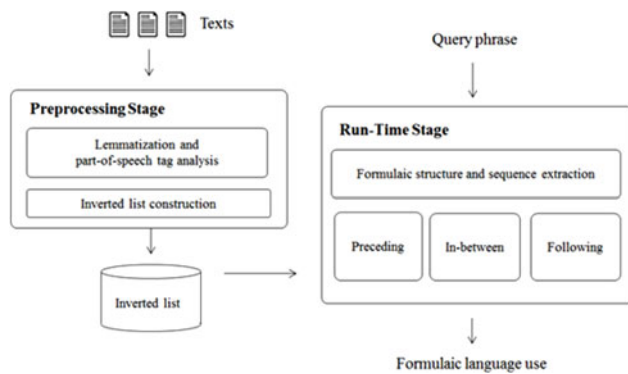 Texts
Preprocessing Stage
Lemmatization and
part-of-speech tag analysis
Inverted list construction
Inverted list
Query phrase
Run-Time Stage
Formulaic structure and sequence extraction
Preceding
In-between
Following
Formulaic language use